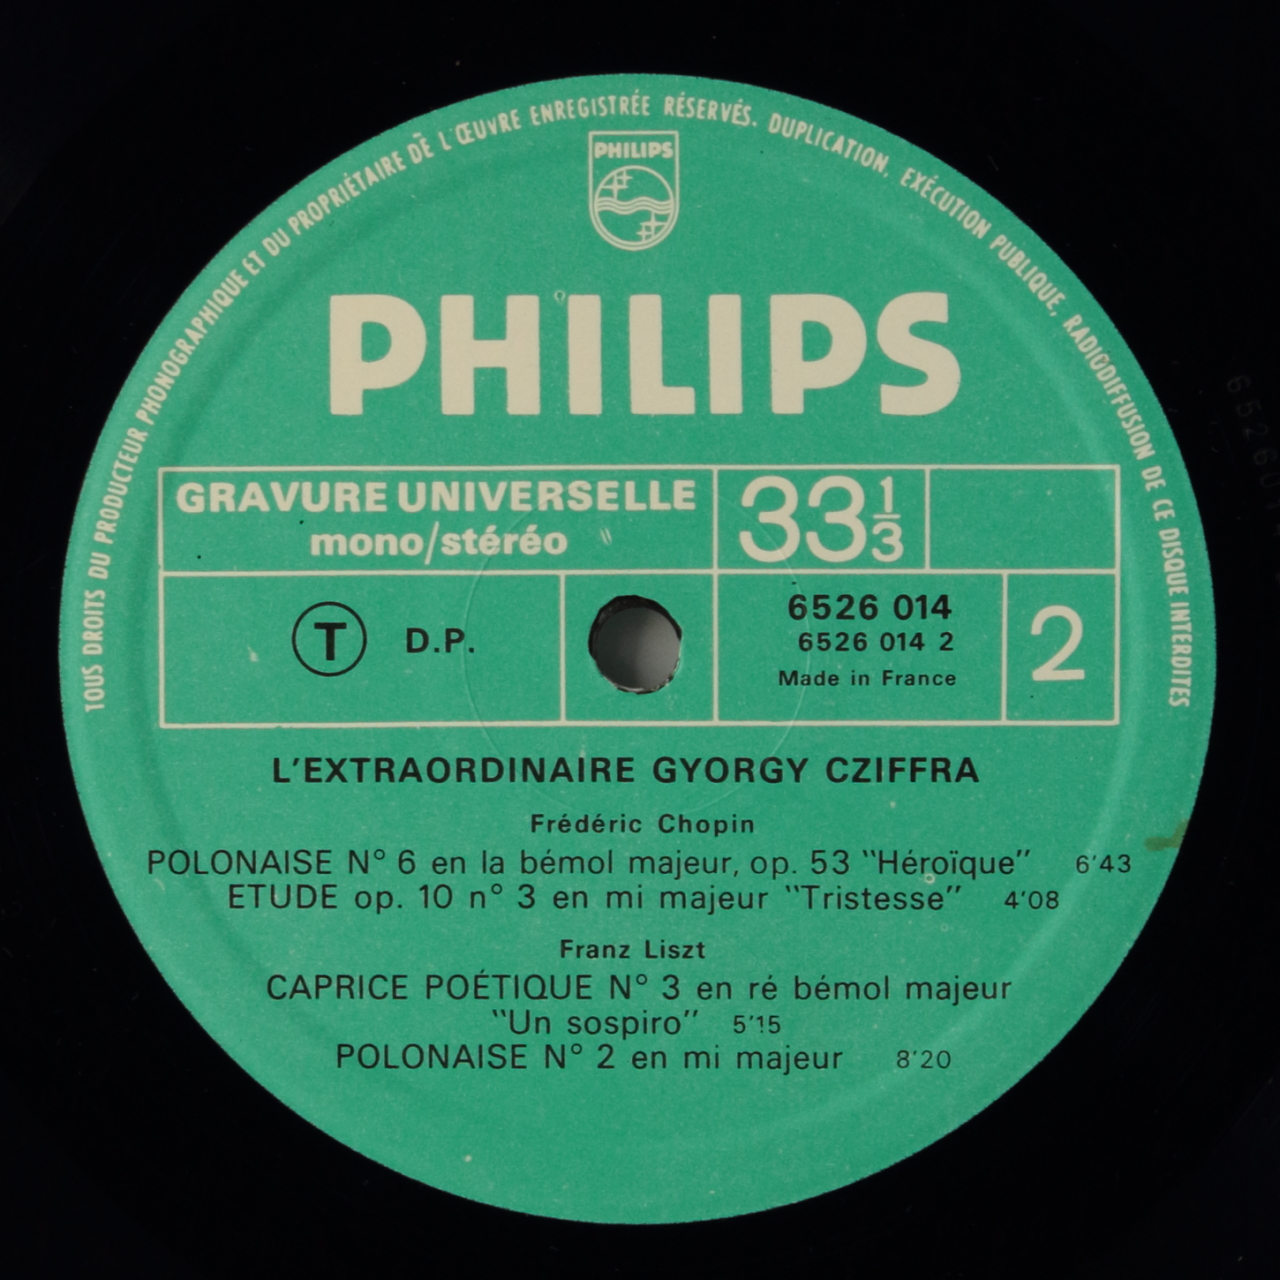 TOUS DROITS DU PRODUCTEUR PHONOGRAPHIQUE ET DU PROPRIÉTAIRE DE L'ŒUVRE ENREGISTRÉE RÉSERVÉS. DUPLICATION, EXÉCUTION PUBLIQUE, RADIODIFFUSION DE CE DISQUE INTERDITES
PHILIPS
PHILIPS
GRAVURE UNIVERSELLE
mono/stéréo
33 1/3
T D.P.
6526 014
6526 014 2
Made in France
2
L'EXTRAORDINAIRE GYORGY CZIFFRA
Frédéric Chopin
POLONAISE N° 6 en la bémol majeur, op. 53 "Héroïque" 6'43
ETUDE op. 10 n° 3 en mi majeur "Tristesse" 4'08
Franz Liszt
CAPRICE POÉTIQUE N° 3 en ré bémol majeur
"Un sospiro" 5'15
POLONAISE N° 2 en mi majeur 8'20